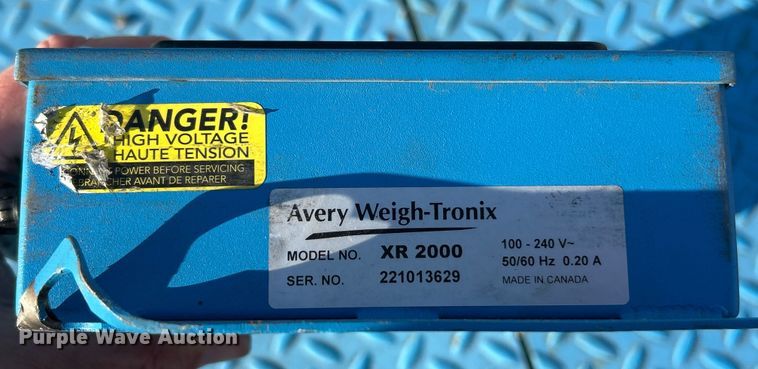 DANGER!
HIGH VOLTAGE
HAUTE TENSION
POWER BEFORE SERVICING
AVANT DE REPARER
Avery Weigh-Tronix
MODEL NO. XR 2000
SER. NO. 221013629
100 - 240 V~
50/60 Hz 0.20 A
MADE IN CANADA
Purple Wave Auction